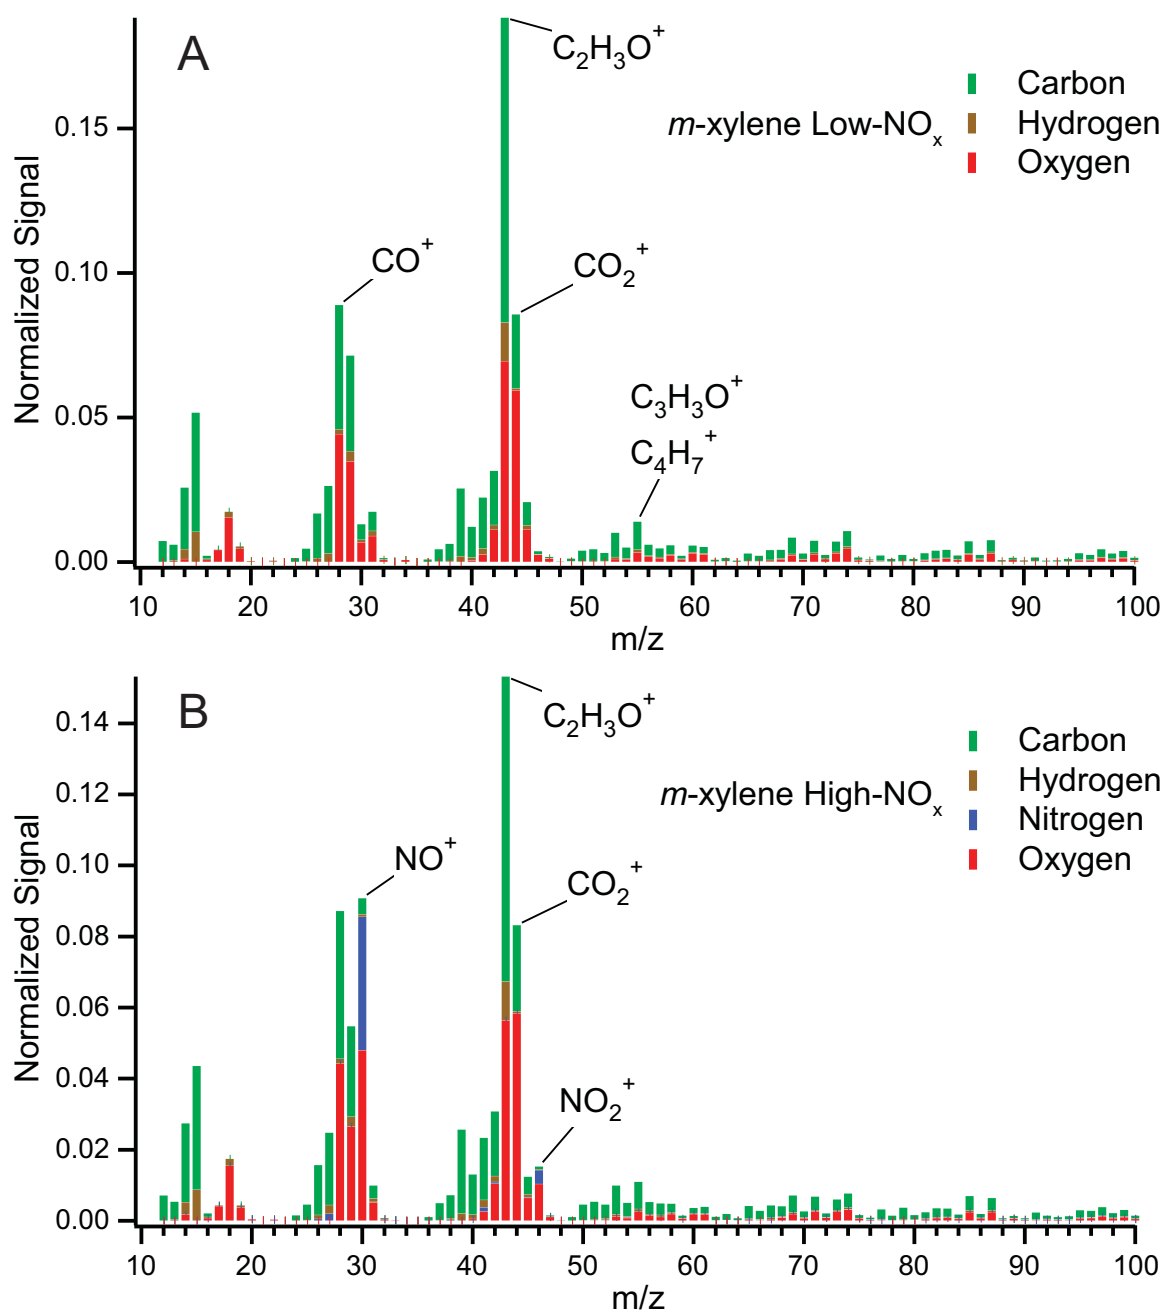 A
C₂H₃O⁺
Carbon
m-xylene Low-NOₓ
Hydrogen
Oxygen
0.15
CO⁺
CO₂⁺
0.10
C₃H₃O⁺
0.05
C₄H₇⁺
0.00
Normalized Signal
10 20 30 40 50 60 70 80 90 100
m/z
B
C₂H₃O⁺
0.14
Carbon
Hydrogen
m-xylene High-NOₓ
0.12
Nitrogen
NO⁺
Oxygen
0.10
CO₂⁺
0.08
0.06
0.04
NO₂⁺
0.02
0.00
Normalized Signal
10 20 30 40 50 60 70 80 90 100
m/z